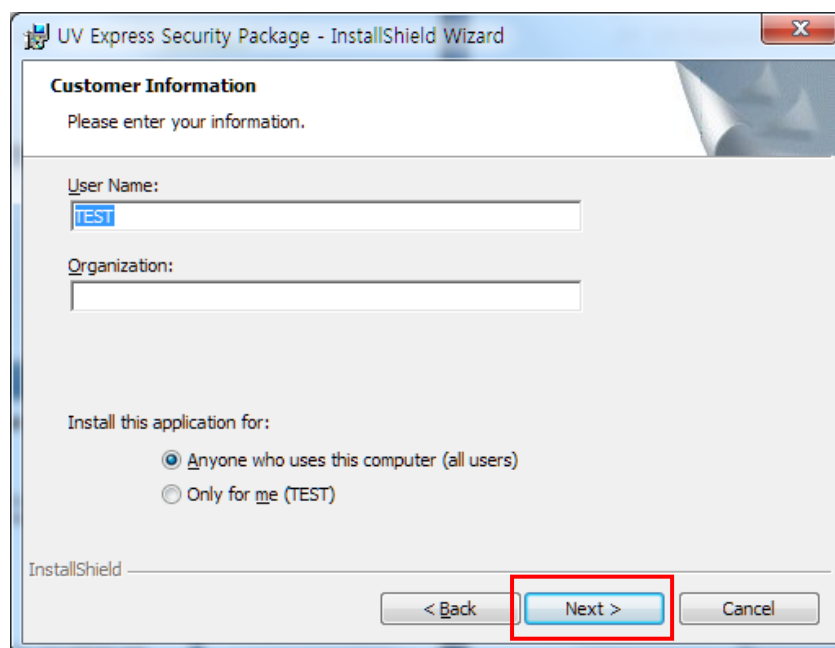 UV Express Security Package - InstallShield Wizard
Customer Information
Please enter your information.
User Name:
TEST
Organization:
Install this application for:
Anyone who uses this computer (all users)
Only for me (TEST)
InstallShield
< Back Next > Cancel